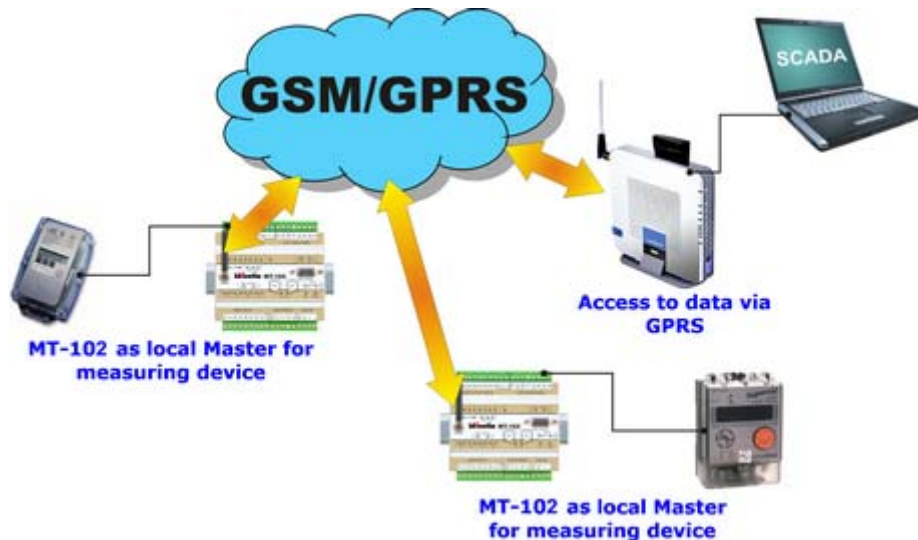 GSM/GPRS
SCADA
Access to data via
GPRS
MT-102 as local Master for
measuring device
MT-102 as local Master
for measuring device